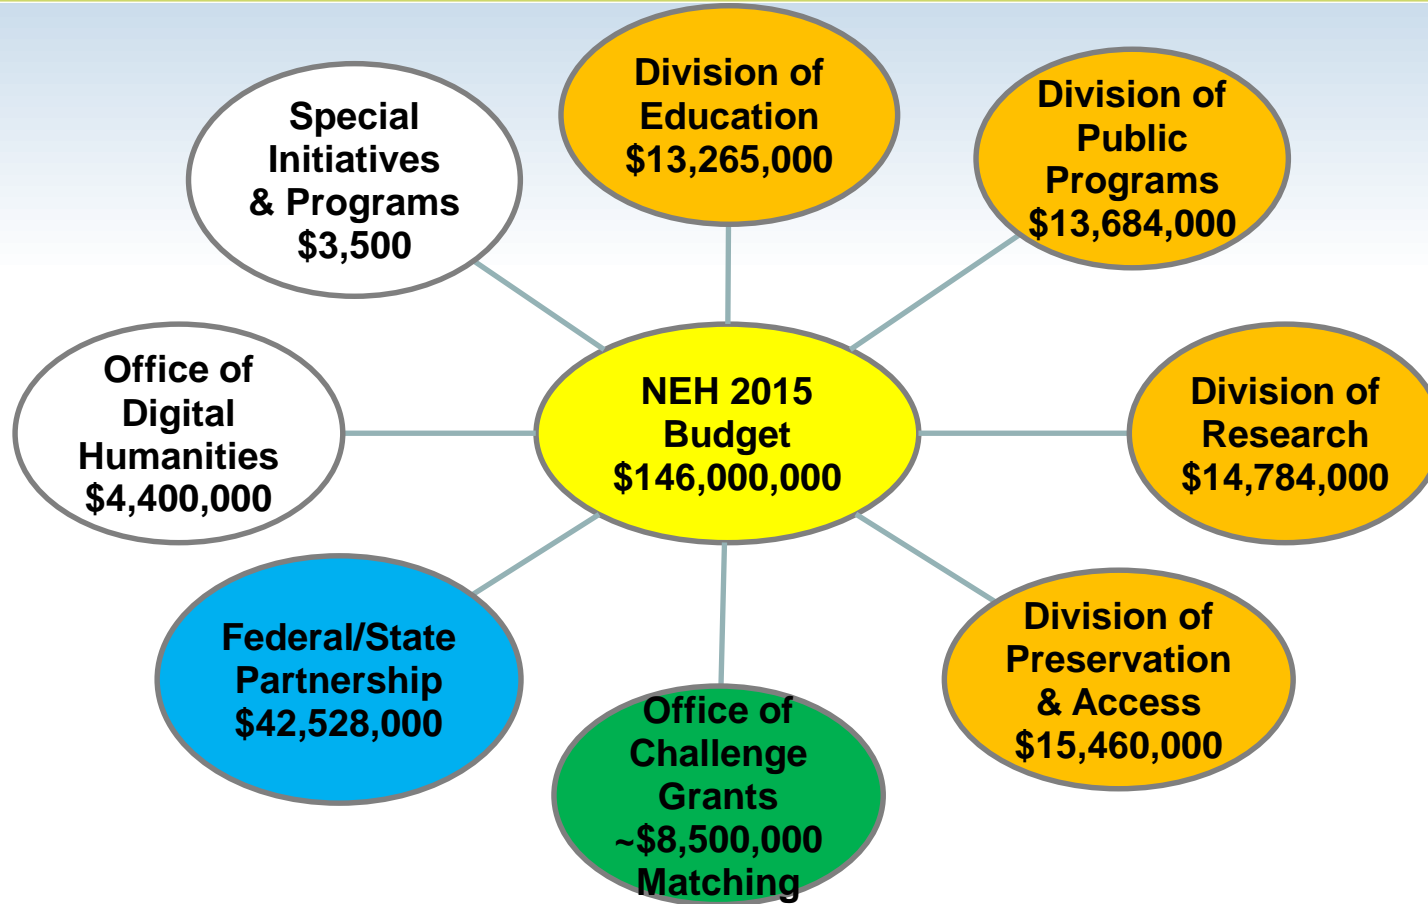 Division of
Education
$13,265,000
Division of
Public
Programs
$13,684,000
Special
Initiatives
& Programs
$3,500
Office of
Digital
Humanities
$4,400,000
NEH 2015
Budget
$146,000,000
Division of
Research
$14,784,000
Federal/State
Partnership
$42,528,000
Office of
Challenge
Grants
~$8,500,000
Matching
Division of
Preservation
& Access
$15,460,000